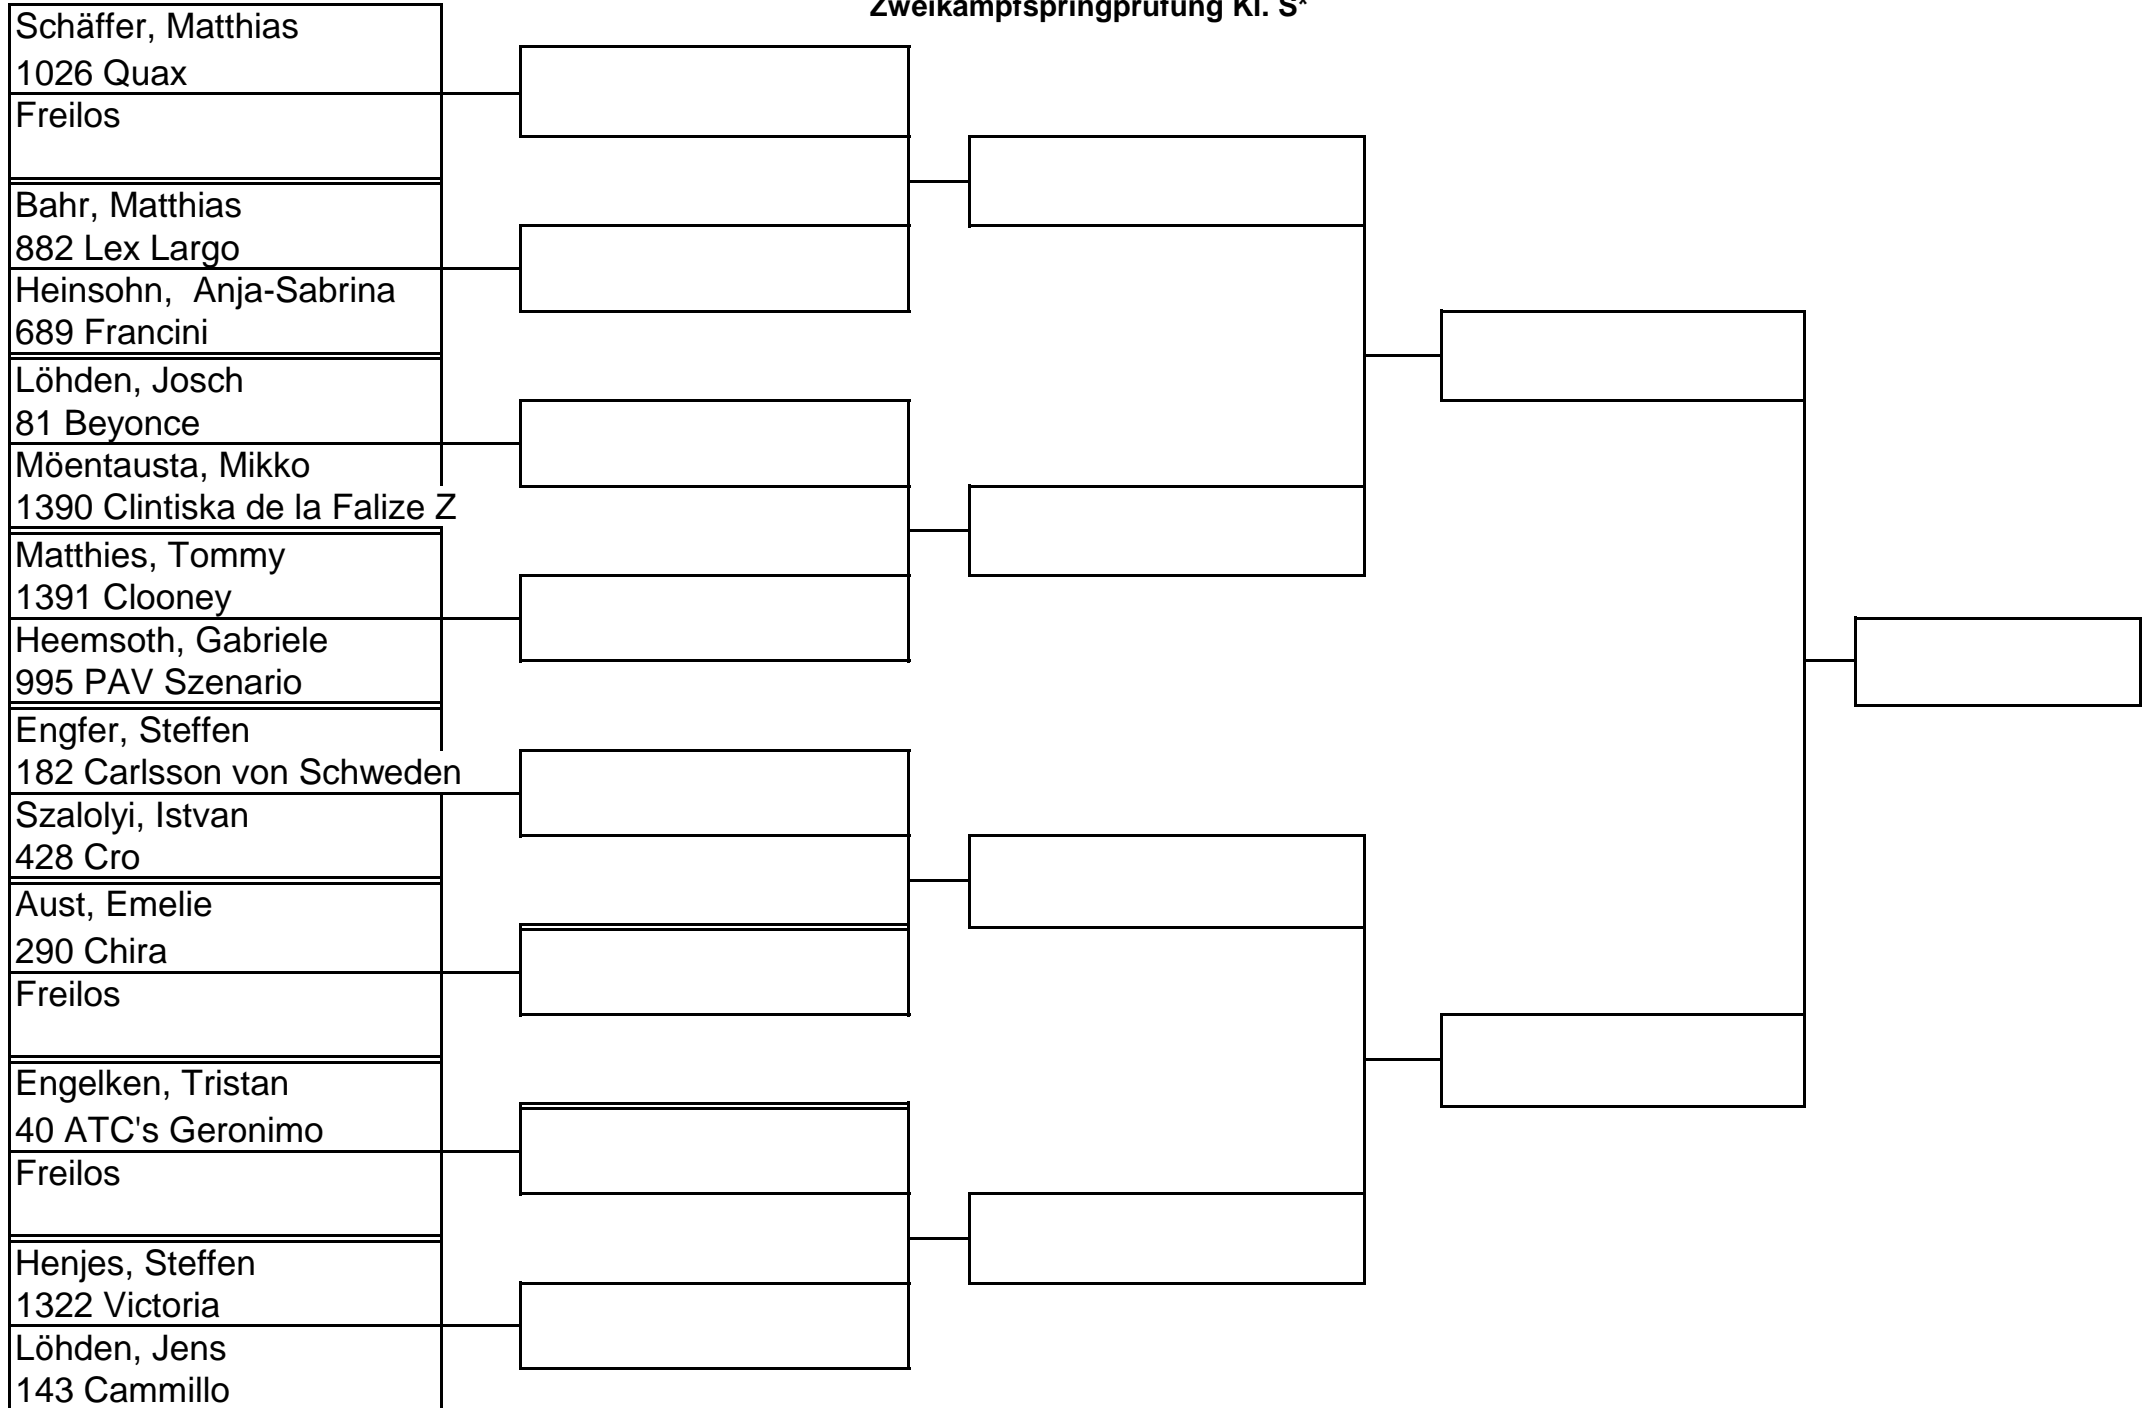 Zweikampfspringprüfung Kl. S*
Schäffer, Matthias
1026 Quax
Freilos
Bahr, Matthias
882 Lex Largo
Heinsohn,  Anja-Sabrina
689 Francini
Löhden, Josch
81 Beyonce
Möentausta, Mikko
1390 Clintiska de la Falize Z
Matthies, Tommy
1391 Clooney
Heemsoth, Gabriele
995 PAV Szenario
Engfer, Steffen
182 Carlsson von Schweden
Szalolyi, Istvan
428 Cro
Aust, Emelie
290 Chira
Freilos
Engelken, Tristan
40 ATC's Geronimo
Freilos
Henjes, Steffen
1322 Victoria
Löhden, Jens
143 Cammillo